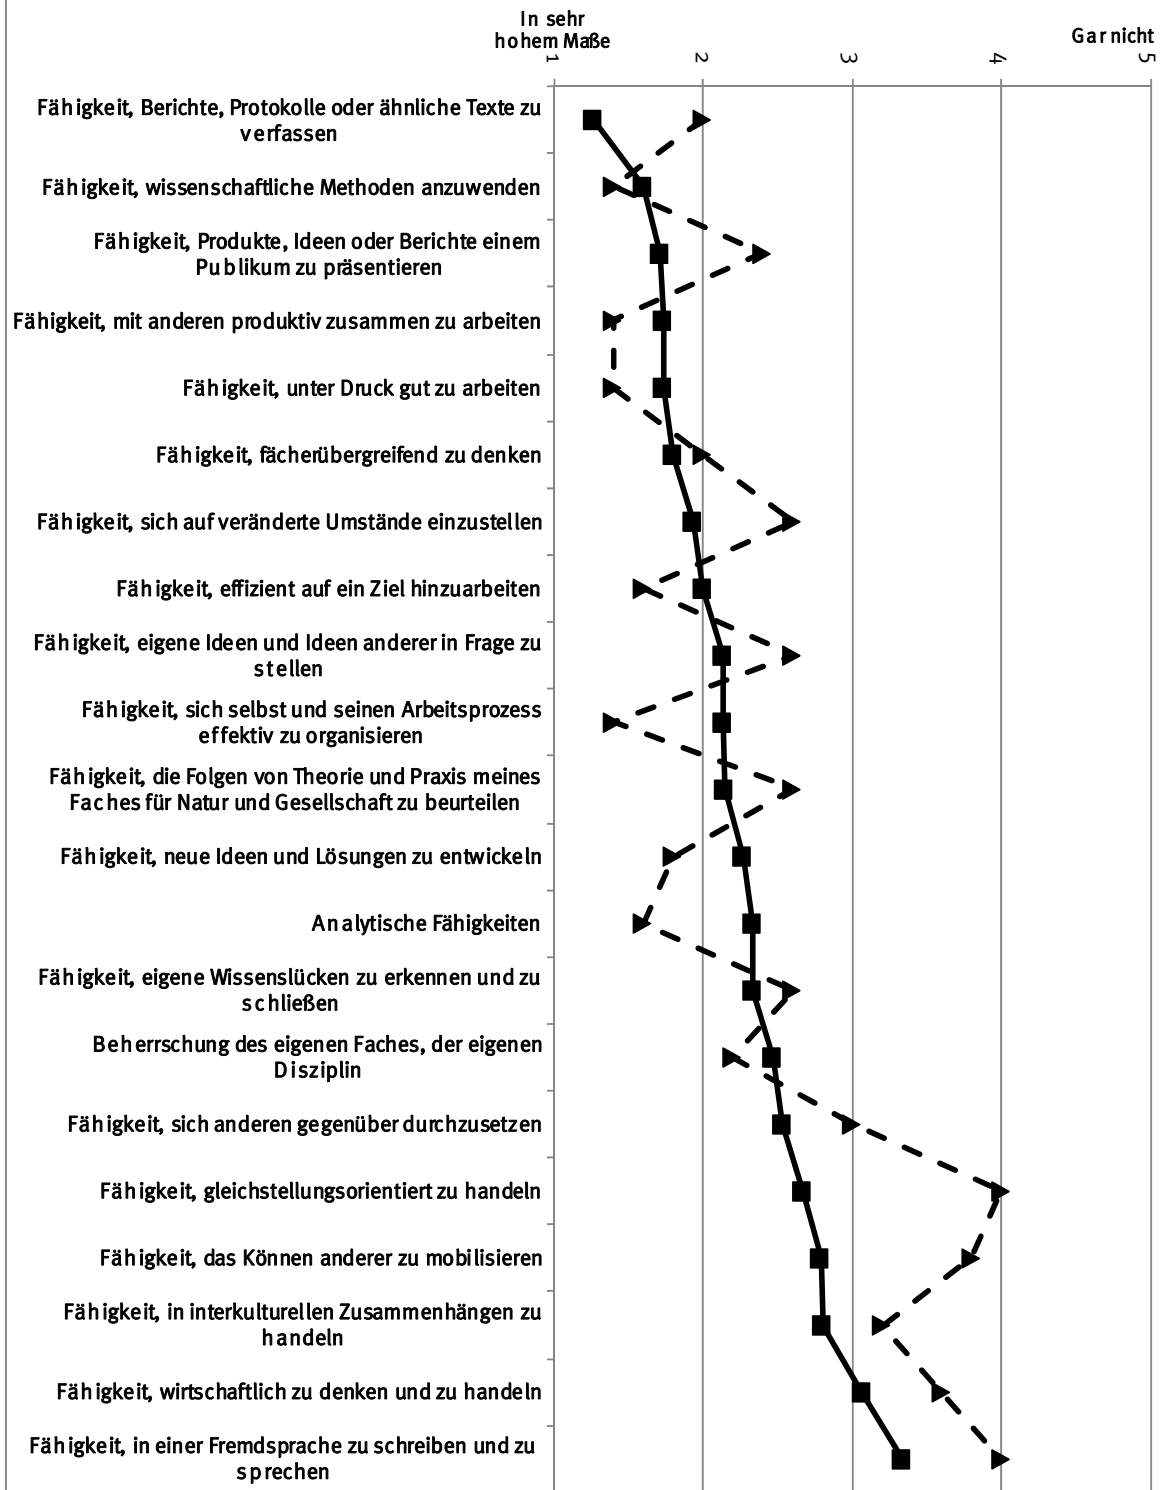 In sehr
hohem Maße
Gar nicht
1
2
3
4
5
Fähigkeit, Berichte, Protokolle oder ähnliche Texte zu
verfassen
Fähigkeit, wissenschaftliche Methoden anzuwenden
Fähigkeit, Produkte, Ideen oder Berichte einem
Publikum zu präsentieren
Fähigkeit, mit anderen produktiv zusammen zu arbeiten
Fähigkeit, unter Druck gut zu arbeiten
Fähigkeit, fächerübergreifend zu denken
Fähigkeit, sich auf veränderte Umstände einzustellen
Fähigkeit, effizient auf ein Ziel hinzuarbeiten
Fähigkeit, eigene Ideen und Ideen anderer in Frage zu
stellen
Fähigkeit, sich selbst und seinen Arbeitsprozess
effektiv zu organisieren
Fähigkeit, die Folgen von Theorie und Praxis meines
Faches für Natur und Gesellschaft zu beurteilen
Fähigkeit, neue Ideen und Lösungen zu entwickeln
Analytische Fähigkeiten
Fähigkeit, eigene Wissenslücken zu erkennen und zu
schließen
Beherrschung des eigenen Faches, der eigenen
Disziplin
Fähigkeit, sich anderen gegenüber durchzusetzen
Fähigkeit, gleichstellungsorientiert zu handeln
Fähigkeit, das Können anderer zu mobilisieren
Fähigkeit, in interkulturellen Zusammenhängen zu
handeln
Fähigkeit, wirtschaftlich zu denken und zu handeln
Fähigkeit, in einer Fremdsprache zu schreiben und zu
sprechen